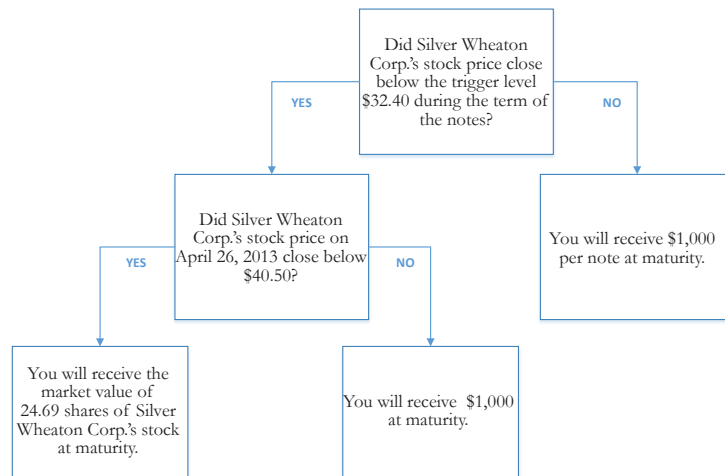 Did Silver Wheaton
Corp.'s stock price close
below the trigger level
$32.40 during the term of
the notes?
YES
NO
Did Silver Wheaton
Corp.'s stock price on
April 26, 2013 close below
$40.50?
You will receive $1,000
per note at maturity.
YES
NO
You will receive the
market value of
24.69 shares of Silver
Wheaton Corp.'s stock
at maturity.
You will receive $1,000
at maturity.